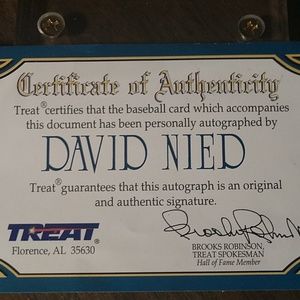 Certificate of Authenticity
Treat® certifies that the baseball card which accompanies
this document has been personally autographed by
DAVID NIED
Treat® guarantees that this autograph is an original
and authentic signature.
TREAT®
Florence, AL 35630
Brooks Robinson
BROOKS ROBINSON,
TREAT SPOKESMAN
Hall of Fame Member